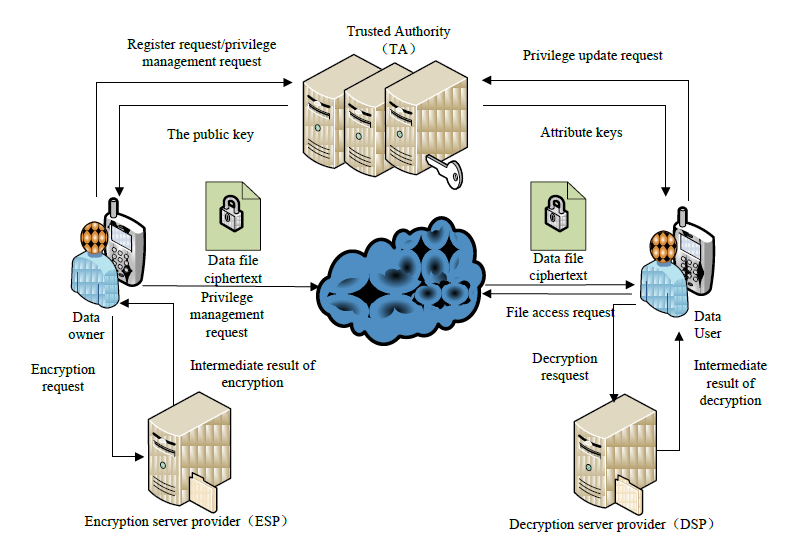 Trusted Authority
（TA）
Register request/privilege
management request
Privilege update request
The public key
Attribute keys
Data file
ciphertext
Privilege
management
request
Data file
ciphertext
File access request
Data
owner
Data
User
Encryption
request
Intermediate result of
encryption
Decryption
resquest
Intermediate
result of
decryption
Encryption server provider（ESP）
Decryption server provider（DSP）